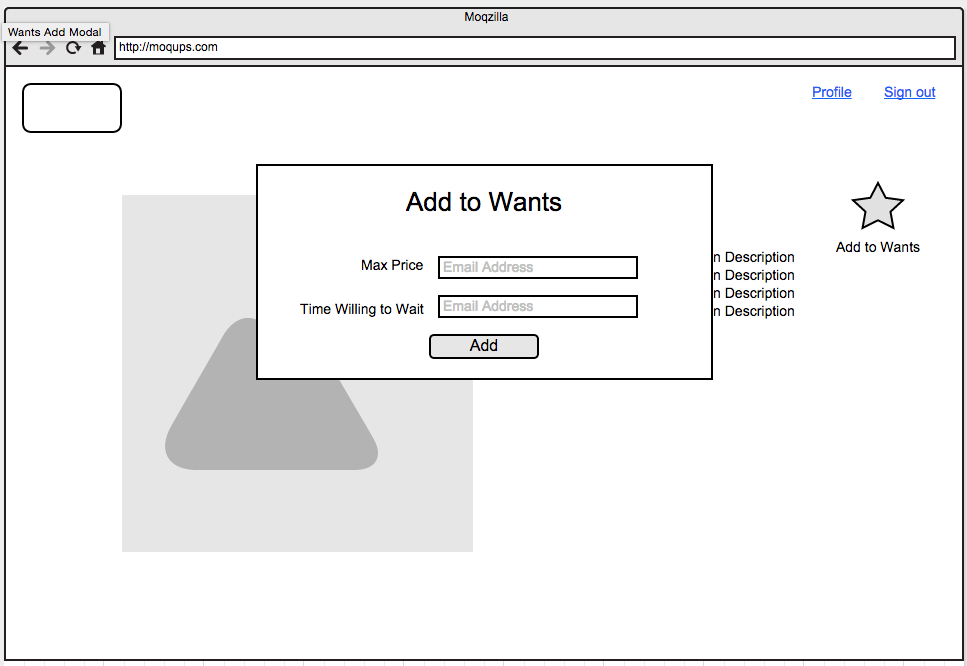 Moqzilla
Wants Add Modal
http://moqups.com
Profile
Sign out
Add to Wants
Max Price
Email Address
Time Willing to Wait
Email Address
Add
n Description
n Description
n Description
n Description
Add to Wants